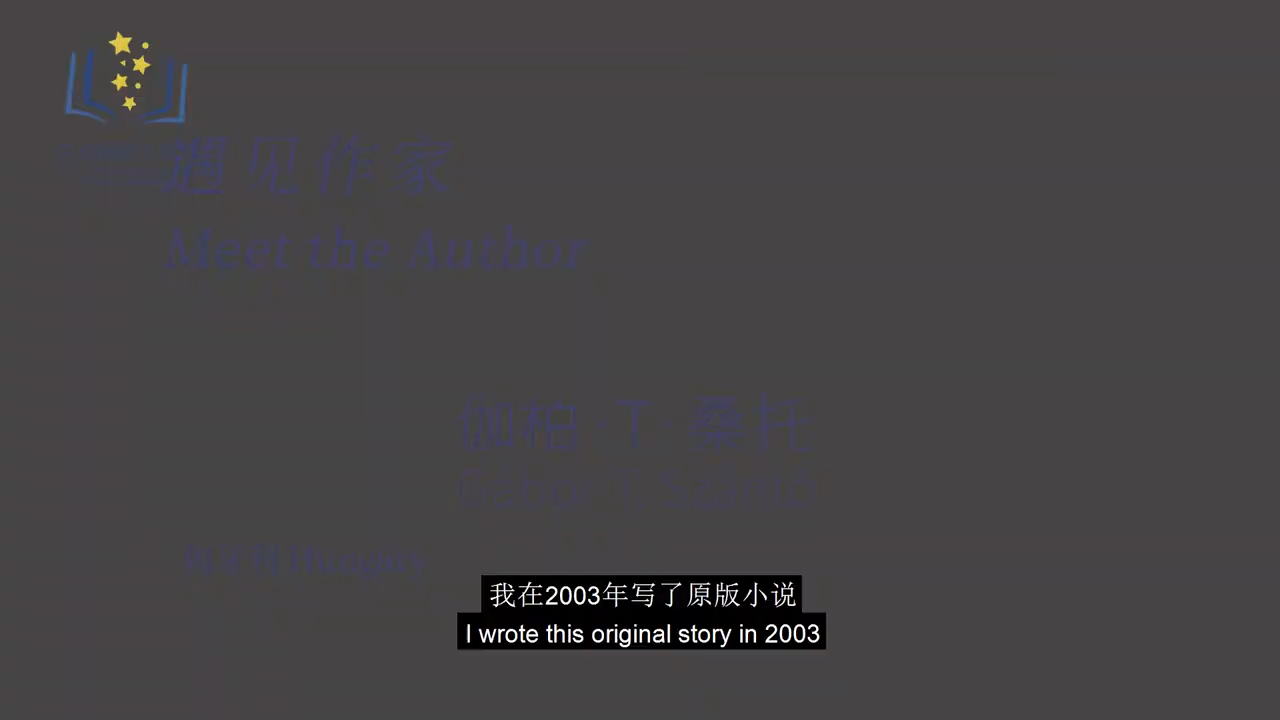 遇见作家
Meet the Author
伽柏·T·桑托
Gábor T. Szántó
匈牙利 Hungary
我在2003年写了原版小说
I wrote this original story in 2003